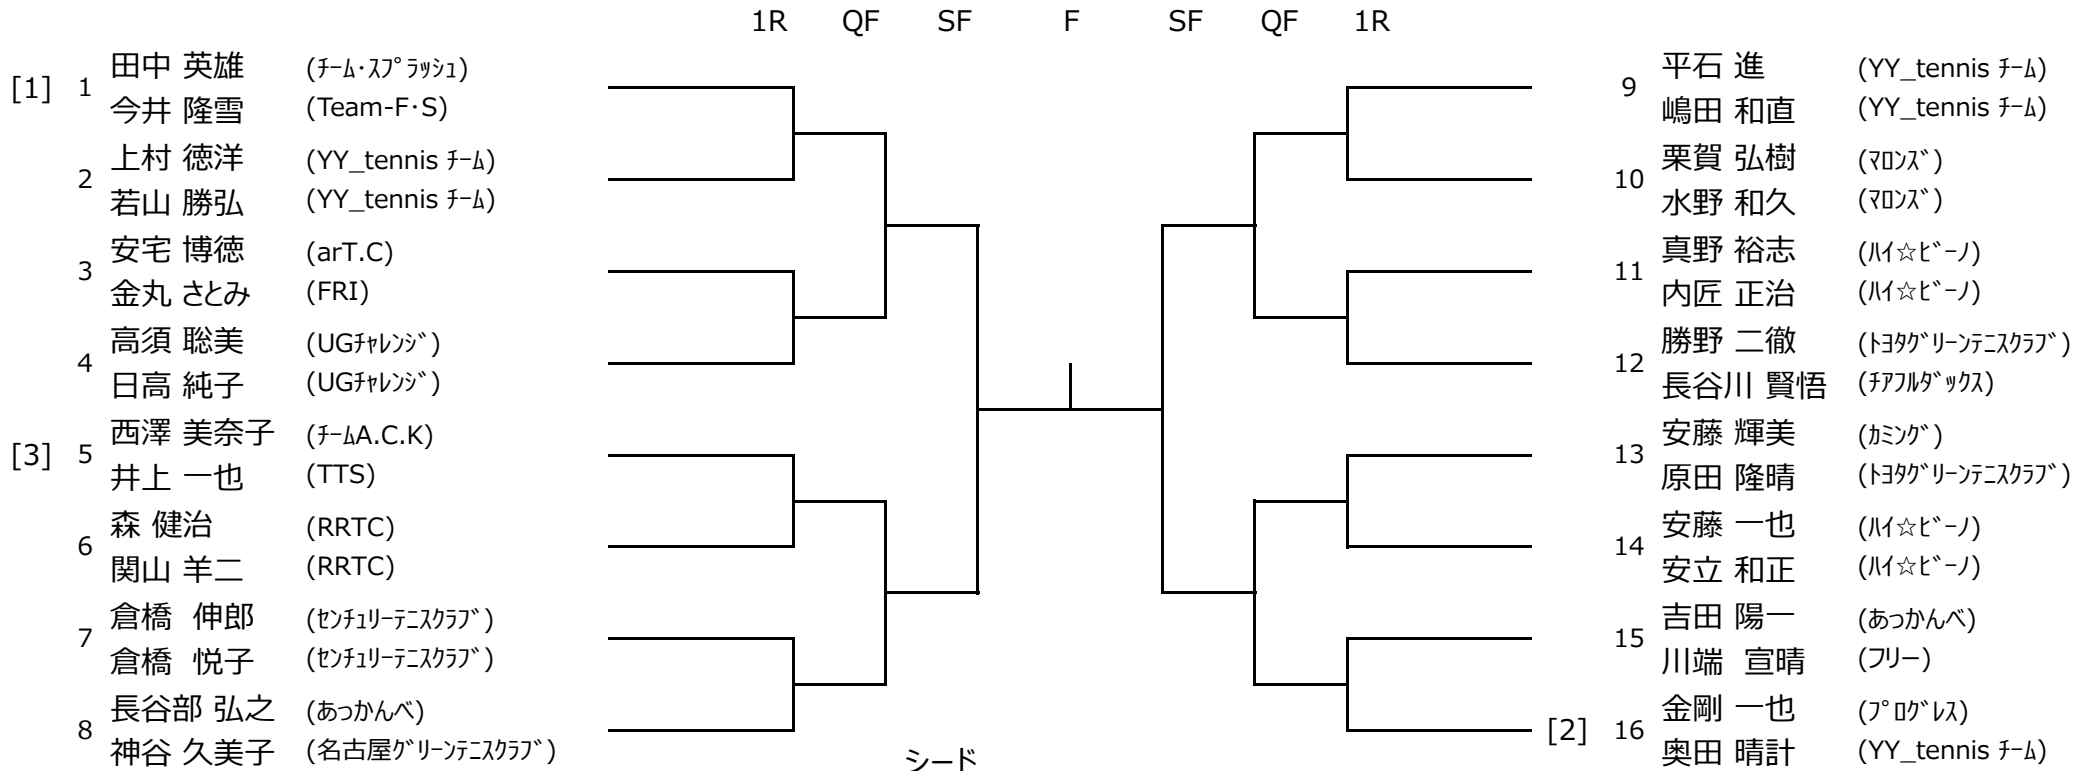 1R QF SF F SF QF 1R
田中 英雄 (ﾁｰﾑ･ｽﾌﾟﾗｯｼｭ)
[1] 1
今井 隆雪 (Team-F･S)
上村 徳洋 (YY_tennis ﾁｰﾑ)
2
若山 勝弘 (YY_tennis ﾁｰﾑ)
安宅 博徳 (arT.C)
3
金丸 さとみ (FRI)
高須 聡美 (UGﾁｬﾚﾝｼﾞ)
4
日高 純子 (UGﾁｬﾚﾝｼﾞ)
西澤 美奈子 (ﾁｰﾑA.C.K)
[3] 5
井上 一也 (TTS)
森 健治 (RRTC)
6
関山 羊二 (RRTC)
倉橋 伸郎 (ｾﾝﾁｭﾘｰﾃﾆｽｸﾗﾌﾞ)
7
倉橋 悦子 (ｾﾝﾁｭﾘｰﾃﾆｽｸﾗﾌﾞ)
長谷部 弘之 (あっかんべ)
8
神谷 久美子 (名古屋ｸﾞﾘｰﾝﾃﾆｽｸﾗﾌﾞ)
平石 進 (YY_tennis ﾁｰﾑ)
9
嶋田 和直 (YY_tennis ﾁｰﾑ)
栗賀 弘樹 (ﾏﾛﾝｽﾞ)
10
水野 和久 (ﾏﾛﾝｽﾞ)
真野 裕志 (ﾊｲ☆ﾋﾞｰﾉ)
11
内匠 正治 (ﾊｲ☆ﾋﾞｰﾉ)
勝野 二徹 (ﾄﾖﾀｸﾞﾘｰﾝﾃﾆｽｸﾗﾌﾞ)
12
長谷川 賢悟 (ﾁｱﾌﾙﾀﾞｯｸｽ)
安藤 輝美 (ｶﾐﾝｸﾞ)
13
原田 隆晴 (ﾄﾖﾀｸﾞﾘｰﾝﾃﾆｽｸﾗﾌﾞ)
安藤 一也 (ﾊｲ☆ﾋﾞｰﾉ)
14
安立 和正 (ﾊｲ☆ﾋﾞｰﾉ)
吉田 陽一 (あっかんべ)
15
川端 宣晴 (フリー)
金剛 一也 (ﾌﾟﾛｸﾞﾚｽ)
[2] 16
奥田 晴計 (YY_tennis ﾁｰﾑ)
シード